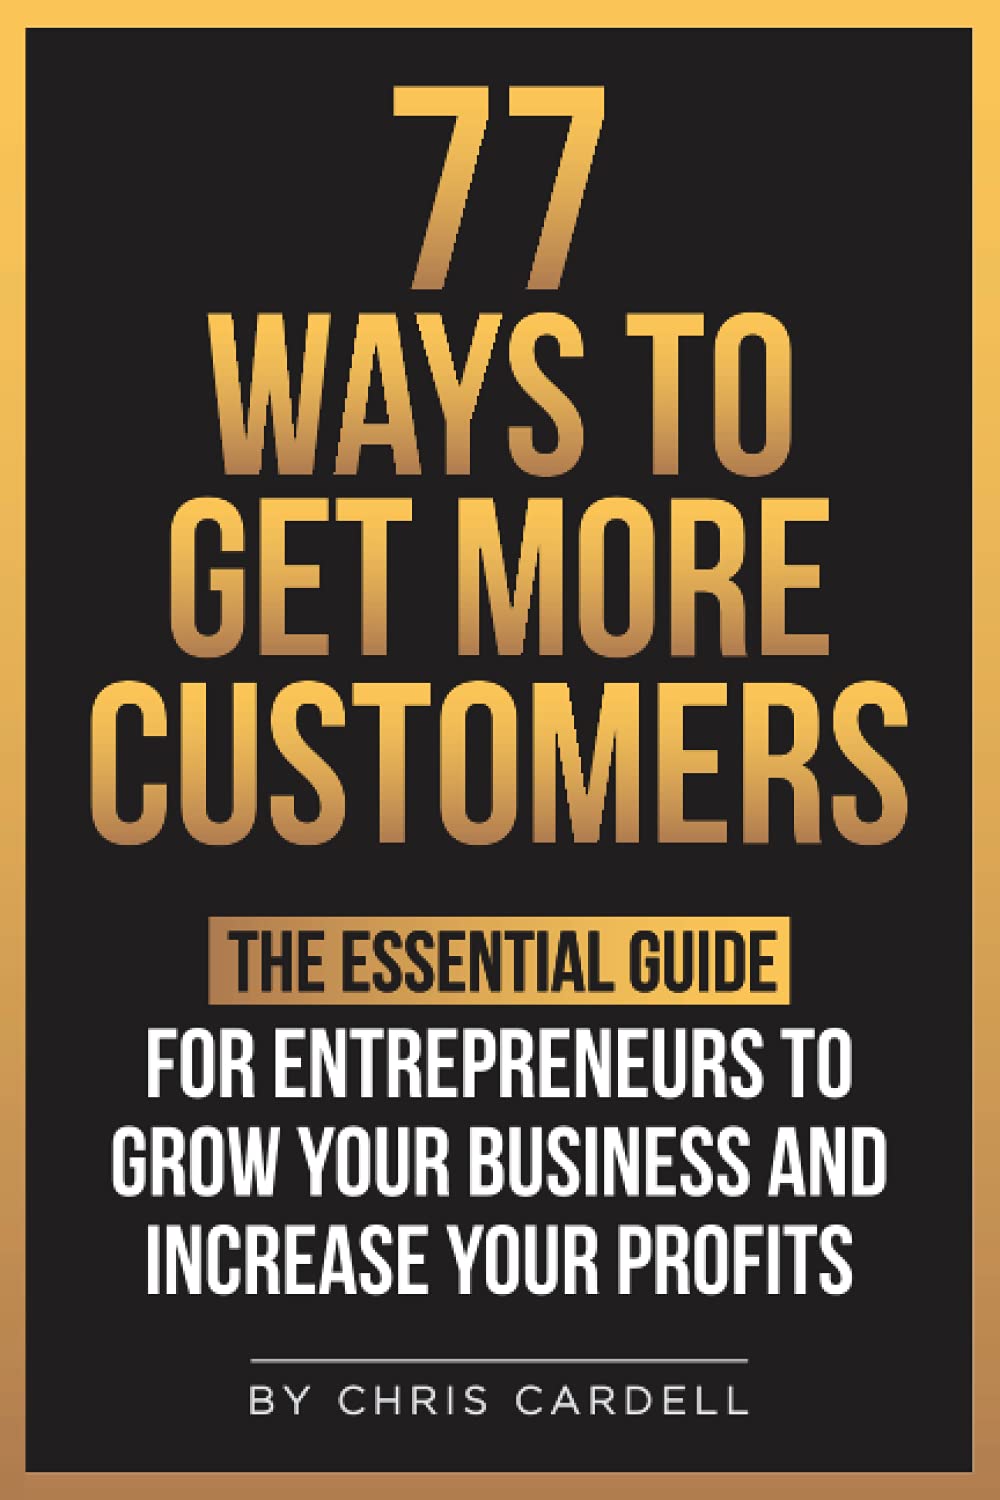 77
WAYS TO
GET MORE
CUSTOMERS
THE ESSENTIAL GUIDE
FOR ENTREPRENEURS TO
GROW YOUR BUSINESS AND
INCREASE YOUR PROFITS
BY CHRIS CARDELL